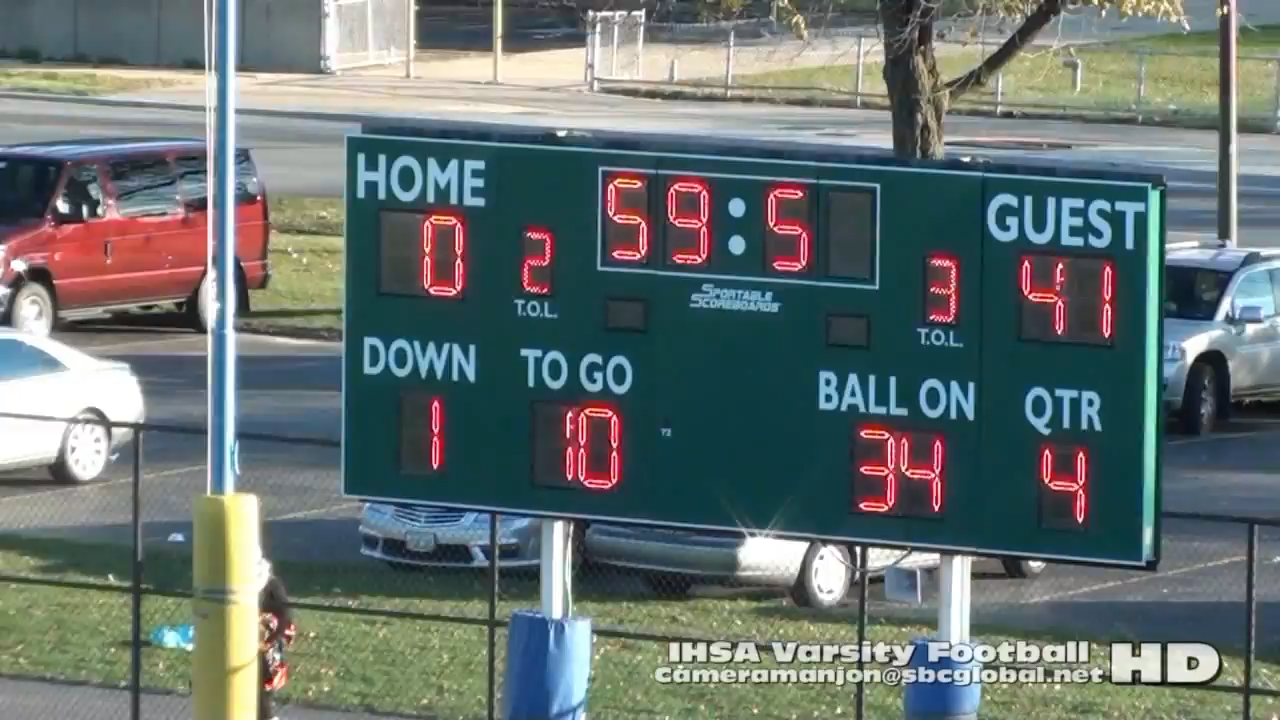 HOME
59:5
GUEST
0
2
T.O.L.
SPORTABLE
SCOREBOARDS
3
T.O.L.
41
DOWN
TO GO
BALL ON
QTR
1
10
34
4
IHSA Varsity Football HD
cameramanjon@sbcglobal.net